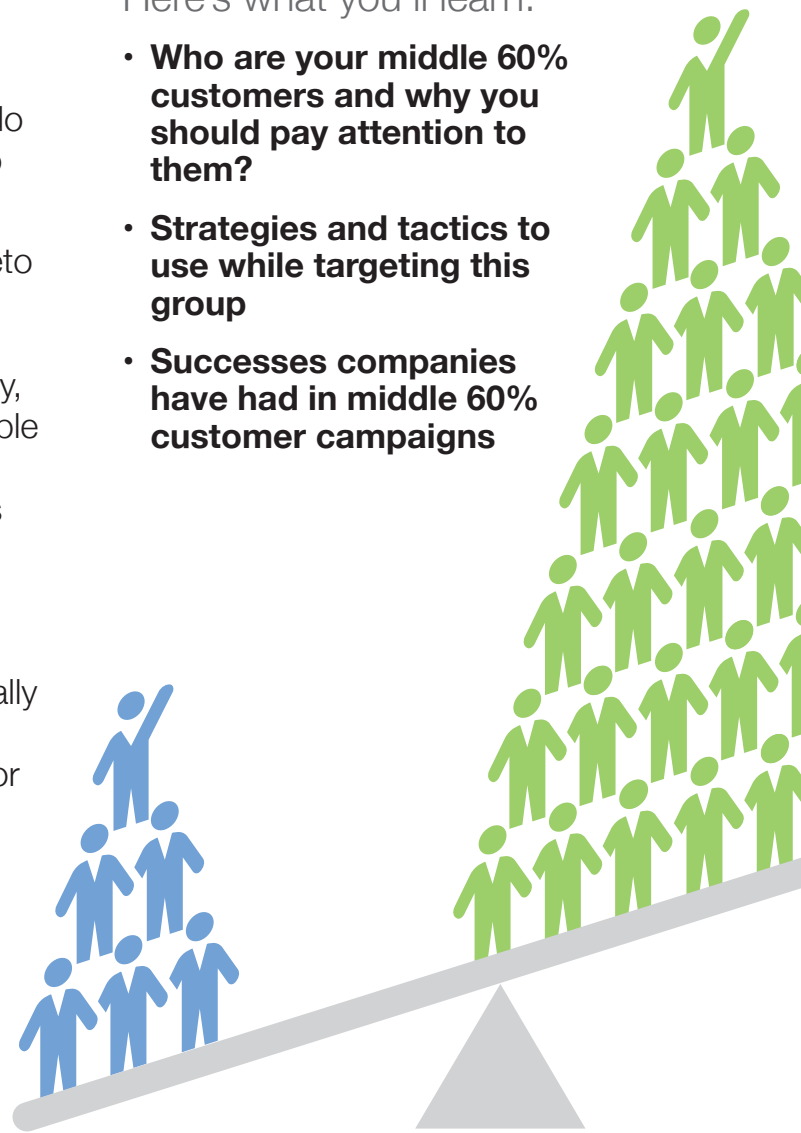 Here's what you'll learn:
• Who are your middle 60%
customers and why you
should pay attention to
them?
• Strategies and tactics to
use while targeting this
group
• Successes companies
have had in middle 60%
customer campaigns